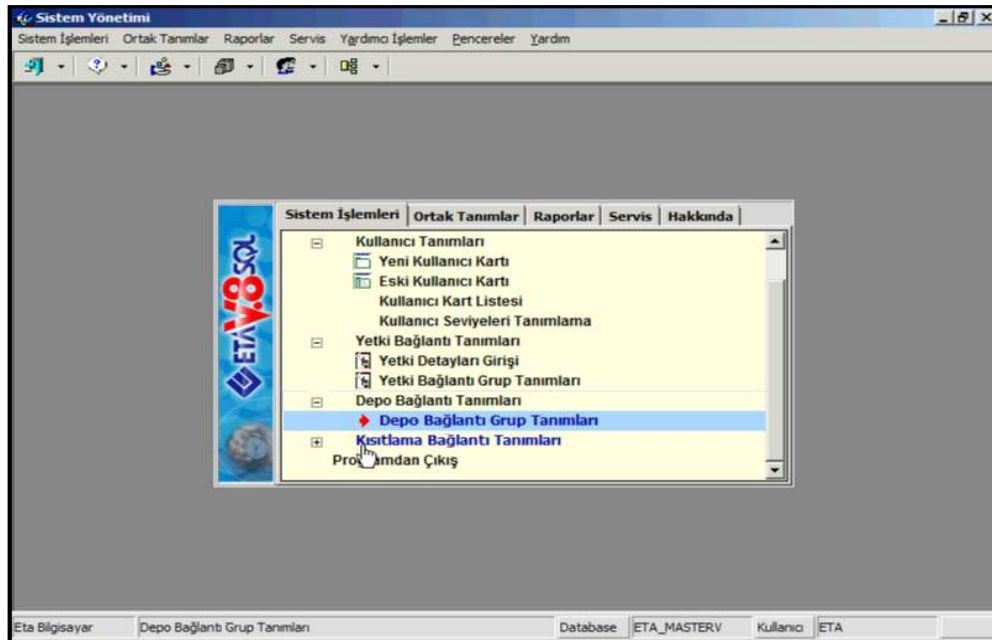 Sistem Yönetimi
Sistem İşlemleri Ortak Tanımlar Raporlar Servis Yardımcı İşlemler Pencereler Yardım
Sistem İşlemleri Ortak Tanımlar Raporlar Servis Hakkında
ETA V.8 SQL
Kullanıcı Tanımları
Yeni Kullanıcı Kartı
Eski Kullanıcı Kartı
Kullanıcı Kart Listesi
Kullanıcı Seviyeleri Tanımlama
Yetki Bağlantı Tanımları
Yetki Detayları Girişi
Yetki Bağlantı Grup Tanımları
Depo Bağlantı Tanımları
Depo Bağlantı Grup Tanımları
Kısıtlama Bağlantı Tanımları
Programdan Çıkış
Eta Bilgisayar Depo Bağlantı Grup Tanımları Database ETA_MASTERV Kullanıcı ETA